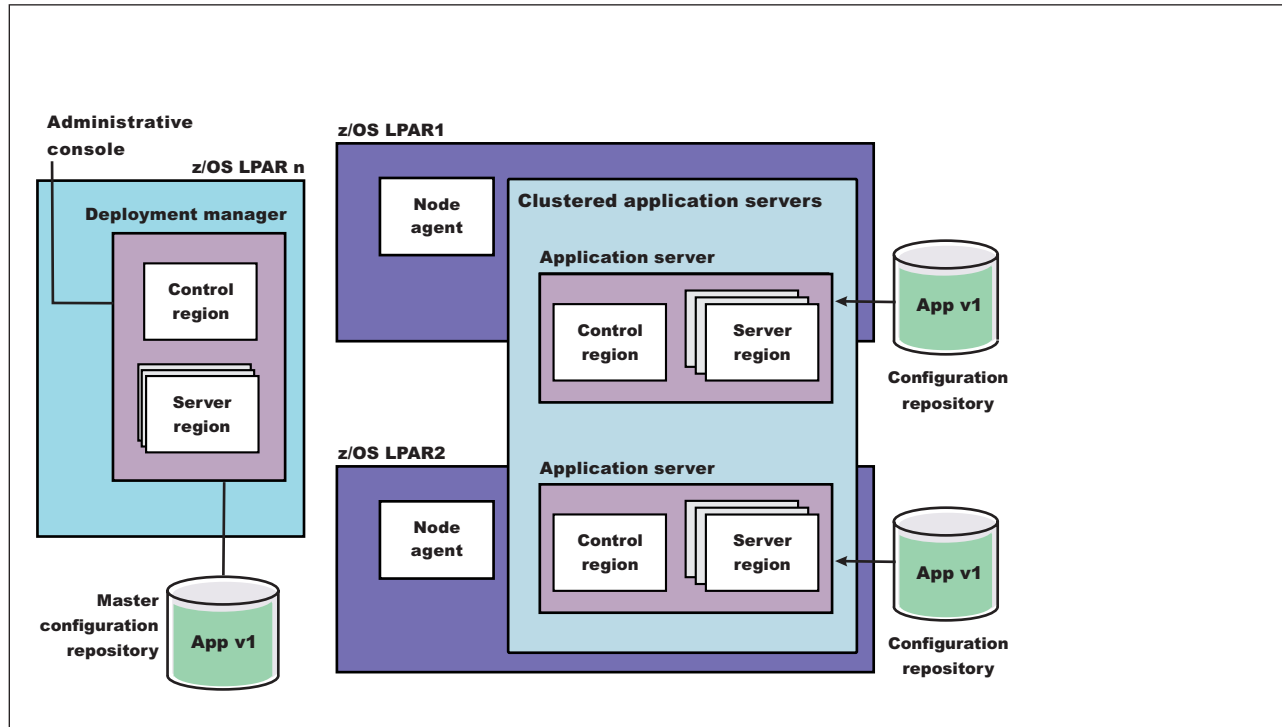 Administrative
console
z/OS LPAR n
Deployment manager
Control
region
Server
region
Master
configuration
repository
App v1
z/OS LPAR1
Node
agent
Clustered application servers
Application server
Control
region
Server
region
App v1
Configuration
repository
z/OS LPAR2
Node
agent
Application server
Control
region
Server
region
App v1
Configuration
repository